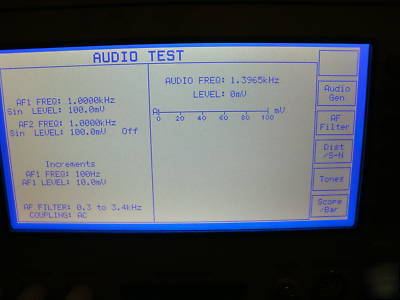 AUDIO TEST
AF1 FREQ: 1.0000kHz
Sin LEVEL: 100.0mV
AF2 FREQ: 1.0000kHz
Sin LEVEL: 100.0mV Off
Increments
AF1 FREQ: 100Hz
AF1 LEVEL: 10.0mV
AF FILTER: 0.3 to 3.4kHz
COUPLING: AC
AUDIO FREQ: 1.3965kHz
LEVEL: 0mV
A↓ mV
0 20 40 60 80 100
Audio
Gen
AF
Filter
Dist
/S-N
Tones
Scope
/Bar